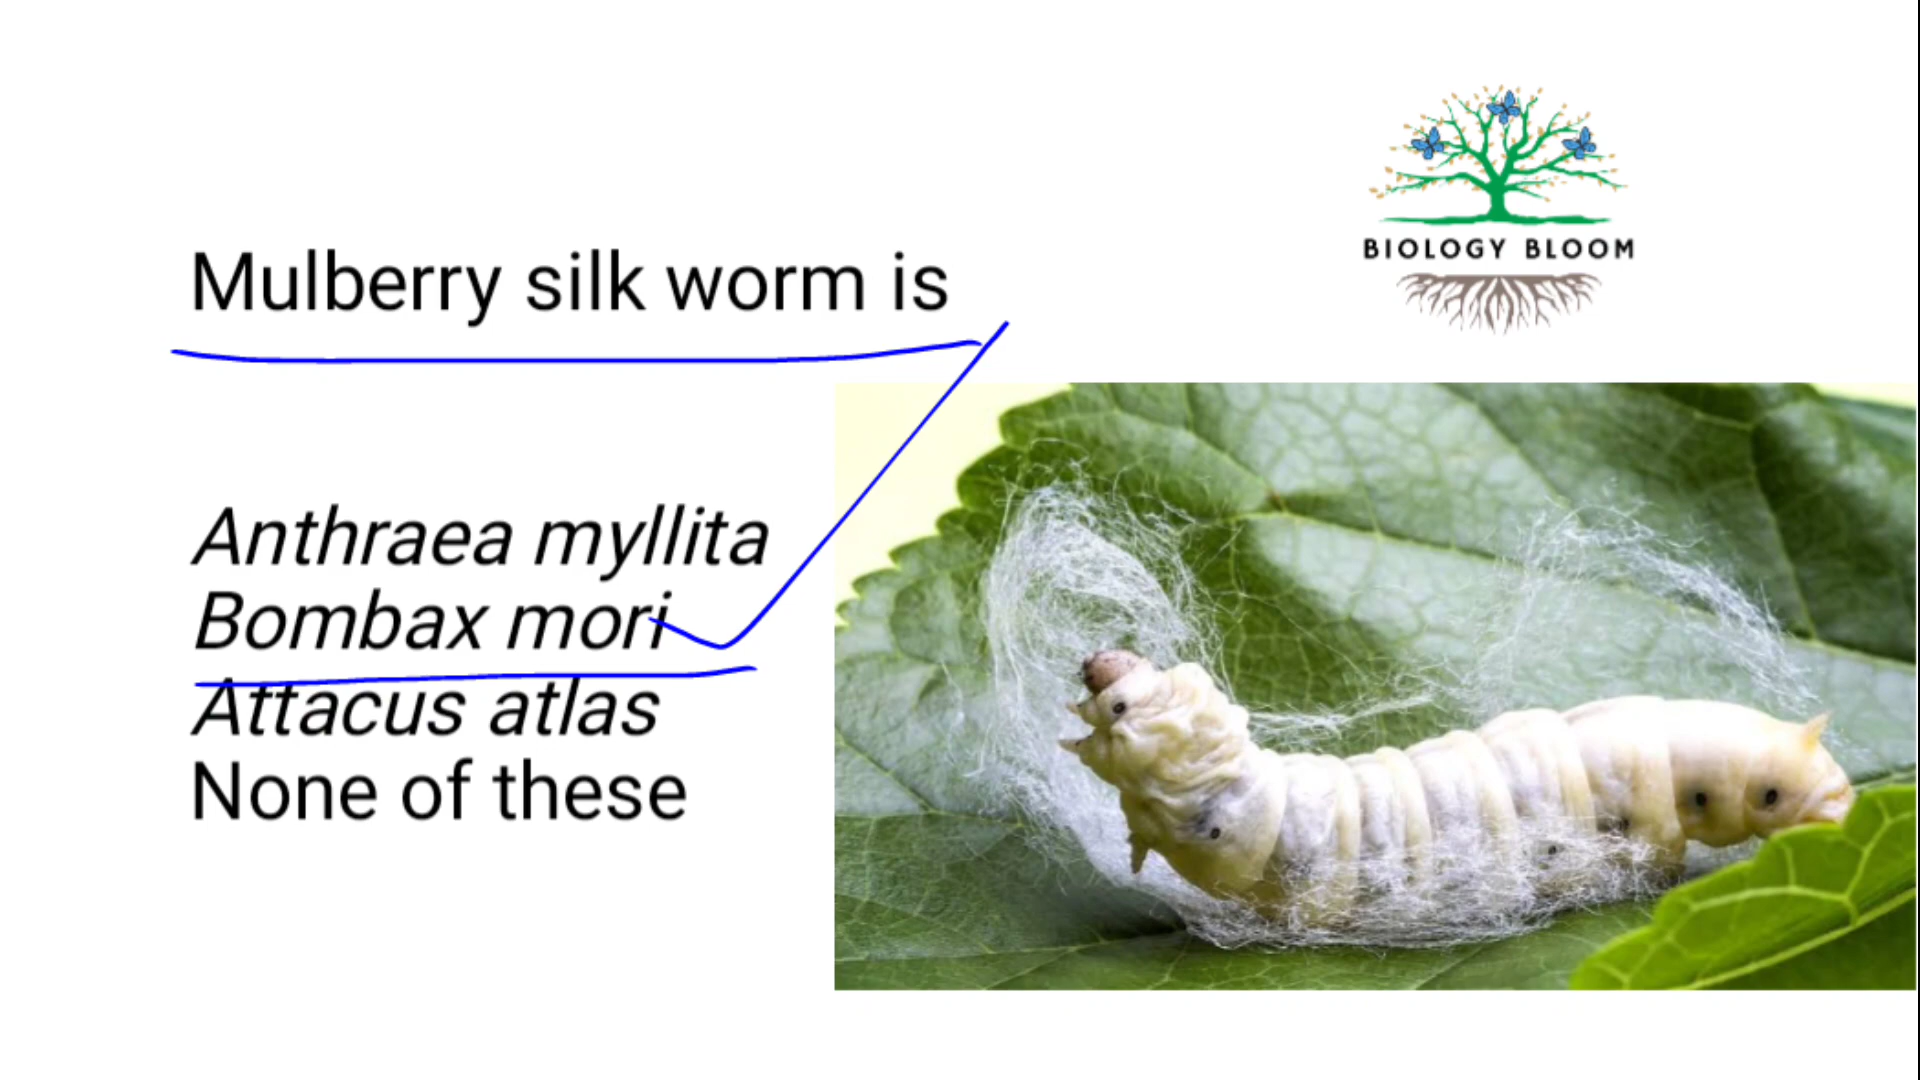 BIOLOGY BLOOM
Mulberry silk worm is
Anthraea myllita
Bombax mori
Attacus atlas
None of these